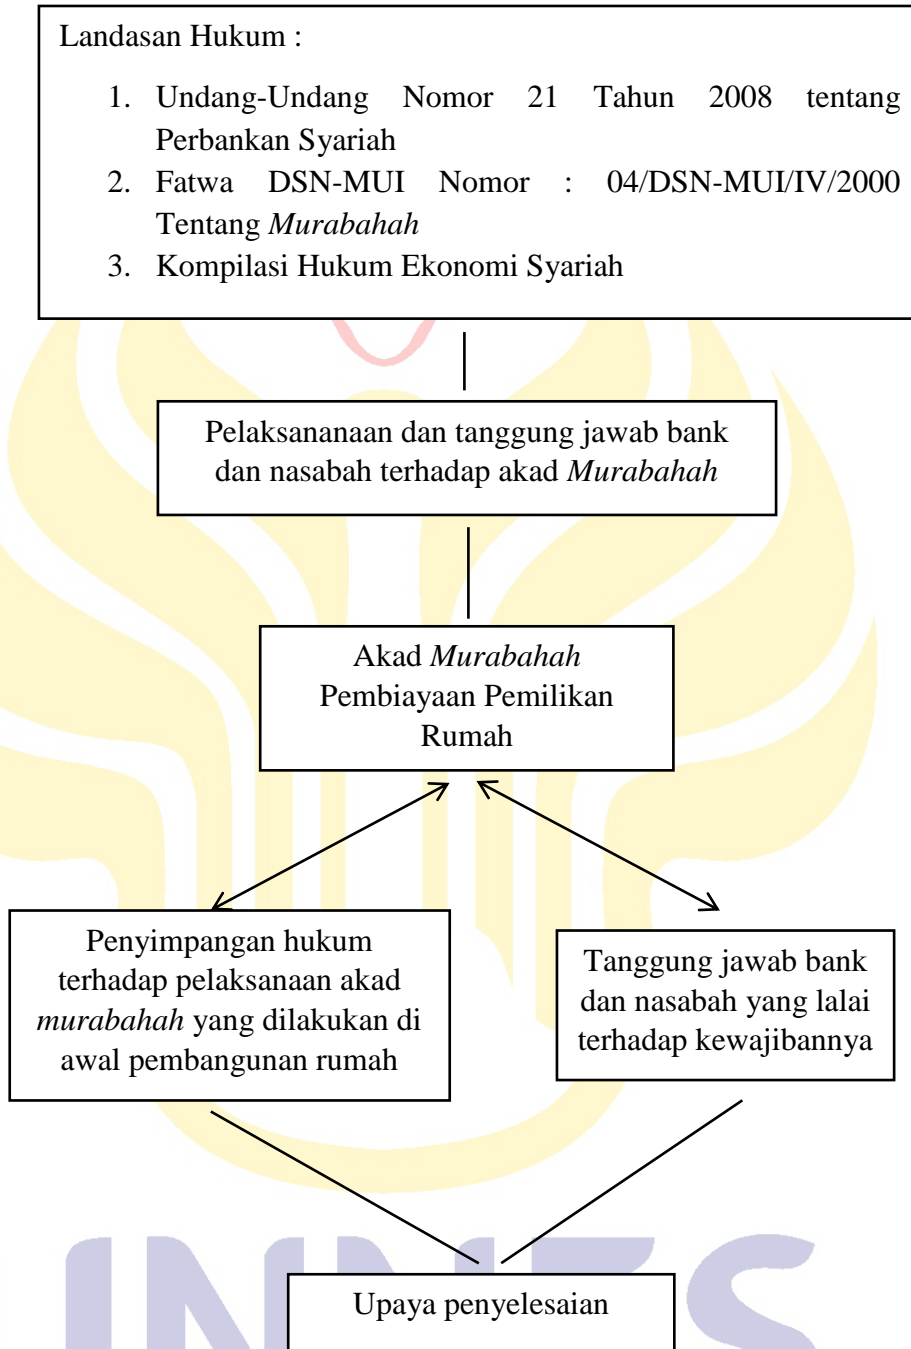 Landasan Hukum :
1. Undang-Undang Nomor 21 Tahun 2008 tentang
Perbankan Syariah
2. Fatwa DSN-MUI Nomor : 04/DSN-MUI/IV/2000
Tentang Murabahah
3. Kompilasi Hukum Ekonomi Syariah
Pelaksananaan dan tanggung jawab bank
dan nasabah terhadap akad Murabahah
Akad Murabahah
Pembiayaan Pemilikan
Rumah
Penyimpangan hukum
terhadap pelaksanaan akad
murabahah yang dilakukan di
awal pembangunan rumah
Tanggung jawab bank
dan nasabah yang lalai
terhadap kewajibannya
Upaya penyelesaian